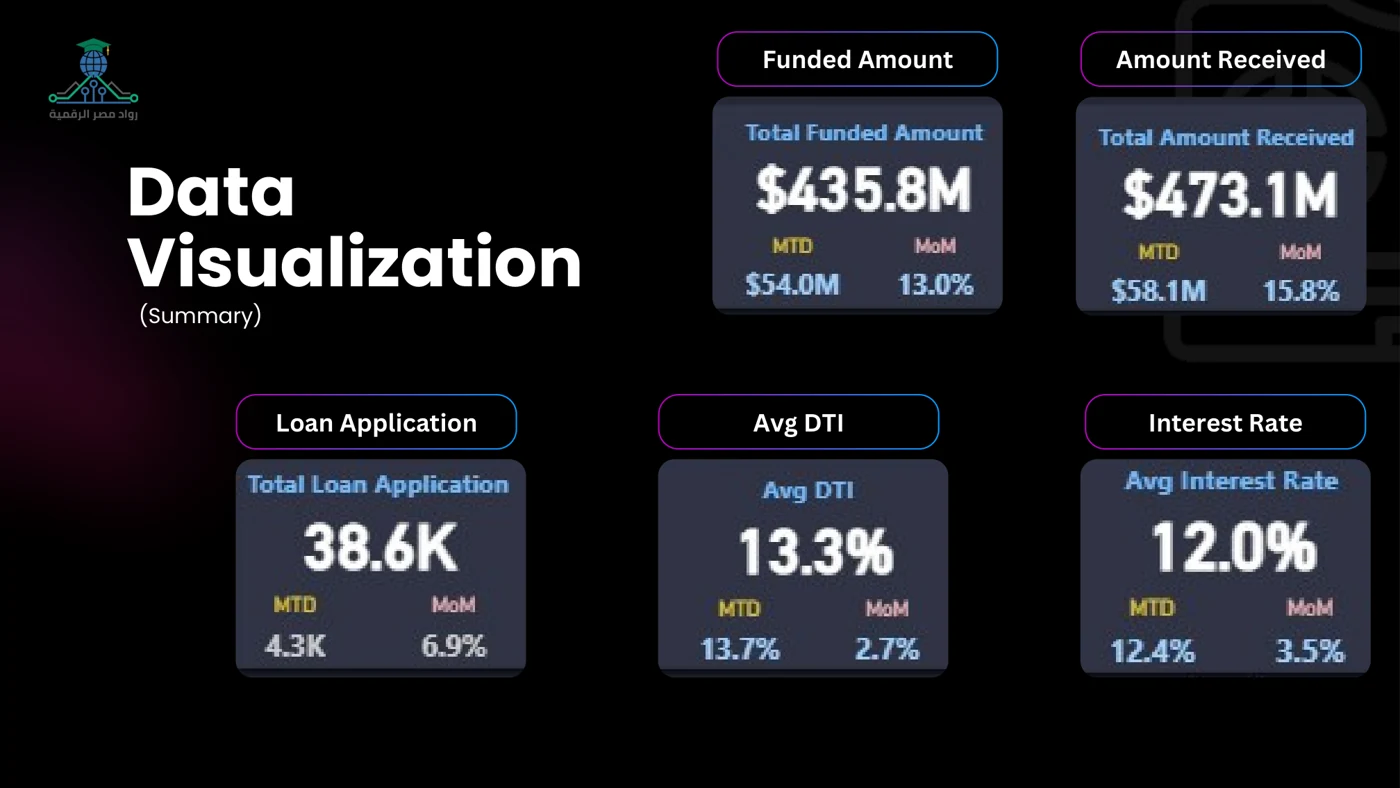 رواد مصر الرقمية
Data
Visualization
(Summary)
Funded Amount
Total Funded Amount
$435.8M
MTD MoM
$54.0M 13.0%
Amount Received
Total Amount Received
$473.1M
MTD MoM
$58.1M 15.8%
Loan Application
Total Loan Application
38.6K
MTD MoM
4.3K 6.9%
Avg DTI
Avg DTI
13.3%
MTD MoM
13.7% 2.7%
Interest Rate
Avg Interest Rate
12.0%
MTD MoM
12.4% 3.5%